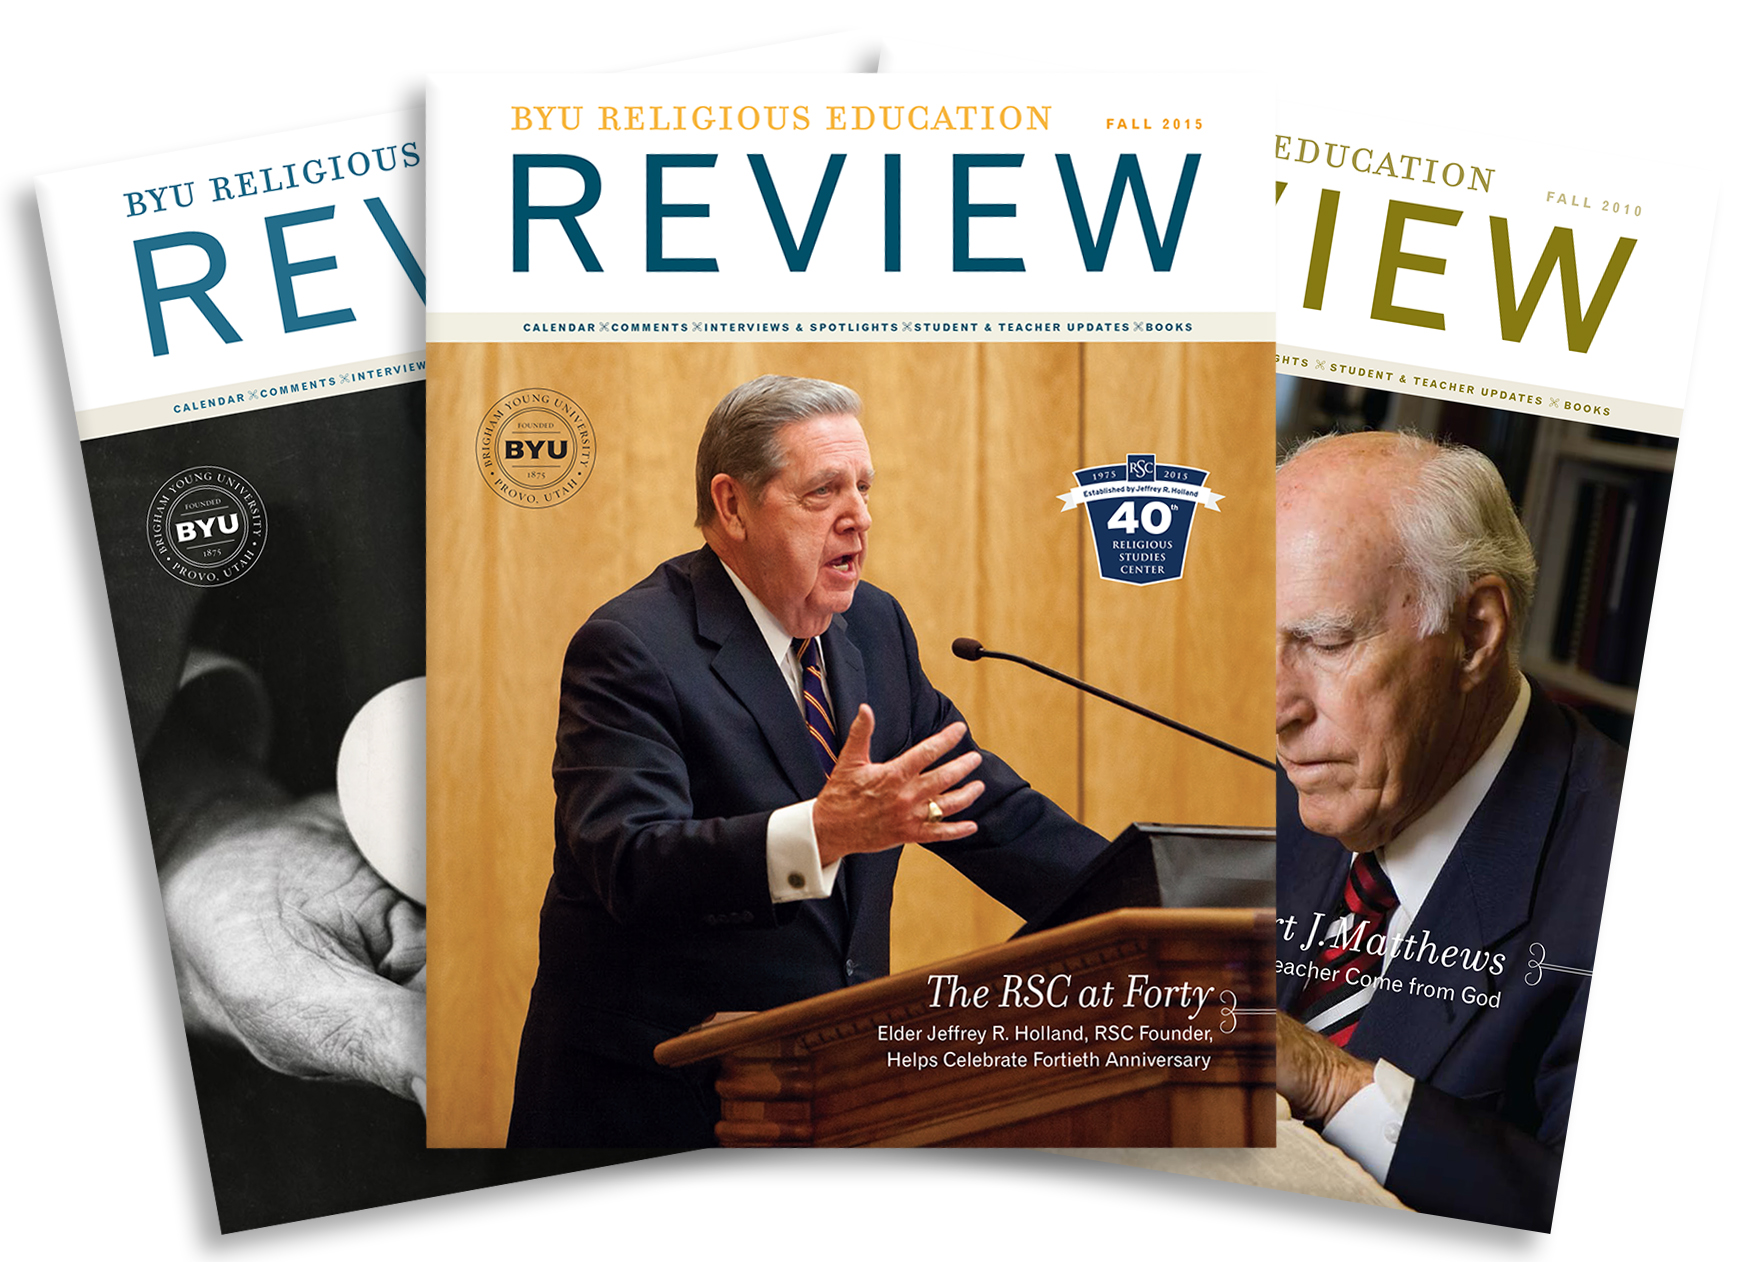 BYU RELIGIOUS
REV
CALENDAR COMMENTS INTERVIEW
BRIGHAM YOUNG UNIVERSITY
FOUNDED
BYU
1875
PROVO, UTAH
BYU RELIGIOUS EDUCATION FALL 2015
REVIEW
CALENDAR COMMENTS INTERVIEWS & SPOTLIGHTS STUDENT & TEACHER UPDATES BOOKS
BRIGHAM YOUNG UNIVERSITY
FOUNDED
BYU
1875
PROVO, UTAH
1975 RSC 2015
Established by Jeffrey R. Holland
40th
RELIGIOUS
STUDIES
CENTER
The RSC at Forty
Elder Jeffrey R. Holland, RSC Founder,
Helps Celebrate Fortieth Anniversary
EDUCATION FALL 2010
VIEW
GHTS STUDENT & TEACHER UPDATES BOOKS
rt J. Matthews
eacher Come from God